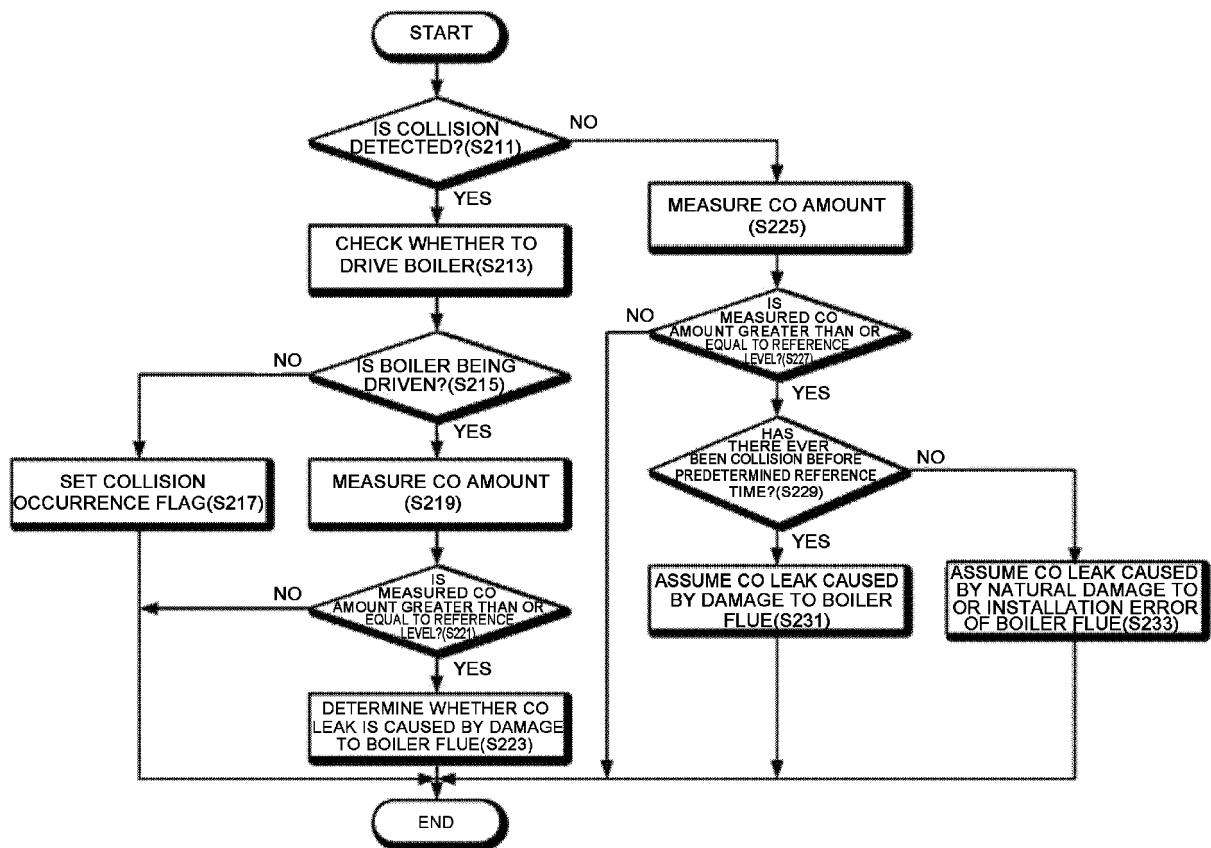 START
IS COLLISION
DETECTED?(S211)
NO
YES
CHECK WHETHER TO
DRIVE BOILER(S213)
IS BOILER BEING
DRIVEN?(S215)
NO
YES
SET COLLISION
OCCURRENCE FLAG(S217)
MEASURE CO AMOUNT
(S219)
IS
MEASURED CO
AMOUNT GREATER THAN OR
EQUAL TO REFERENCE
LEVEL?(S221)
NO
YES
DETERMINE WHETHER CO
LEAK IS CAUSED BY DAMAGE
TO BOILER FLUE(S223)
END
MEASURE CO AMOUNT
(S225)
IS
MEASURED CO
AMOUNT GREATER THAN OR
EQUAL TO REFERENCE
LEVEL?(S227)
NO
YES
HAS
THERE EVER
BEEN COLLISION BEFORE
PREDETERMINED REFERENCE
TIME?(S229)
NO
YES
ASSUME CO LEAK CAUSED
BY DAMAGE TO BOILER
FLUE(S231)
ASSUME CO LEAK CAUSED
BY NATURAL DAMAGE TO
OR INSTALLATION ERROR
OF BOILER FLUE(S233)